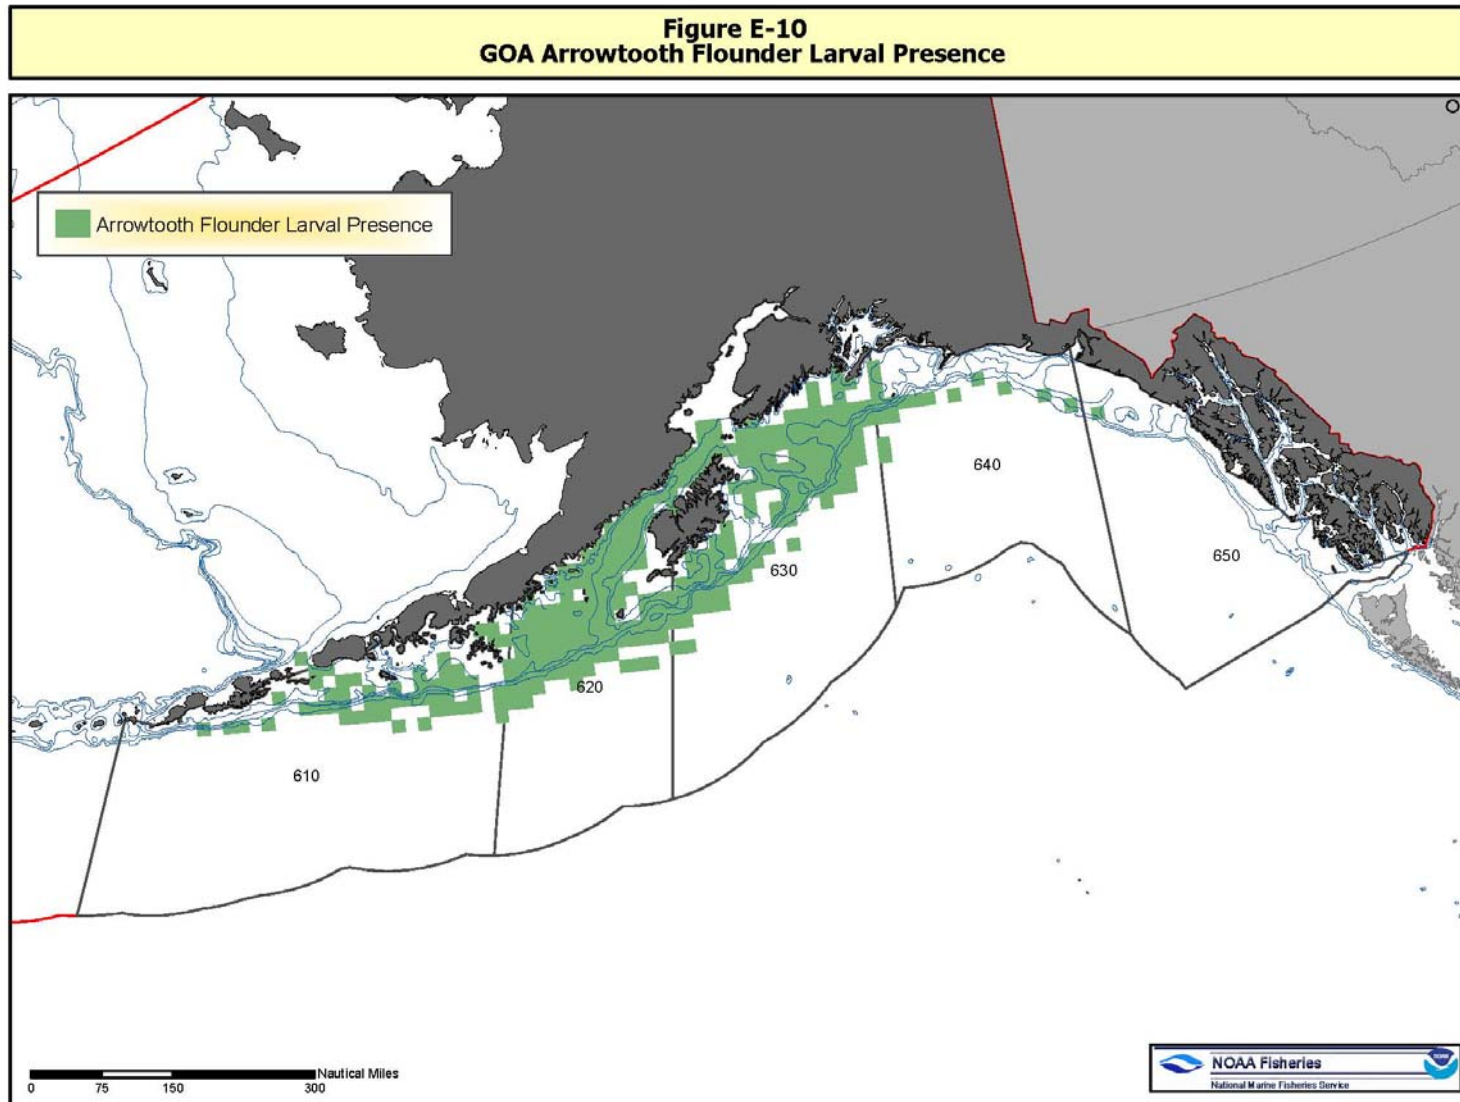 Figure E-10
GOA Arrowtooth Flounder Larval Presence
Arrowtooth Flounder Larval Presence
640
650
630
620
610
Nautical Miles
0 75 150 300
NOAA Fisheries
National Marine Fisheries Service